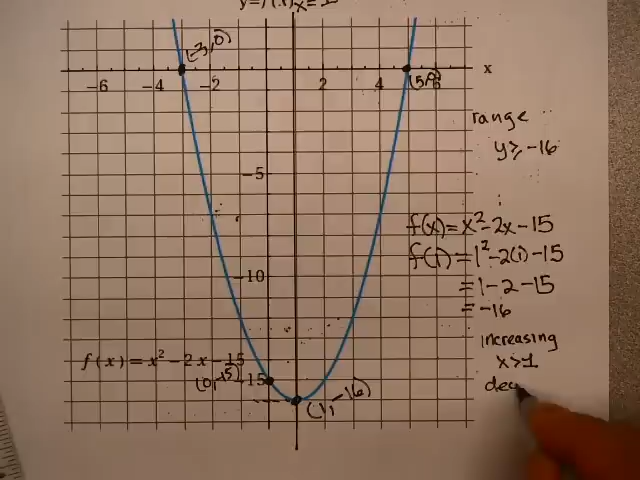 x=1
(-3,0)
-6 -4 -2 2 4 x
(5,0)
range
y≥-16
-5
f(x)=x²-2x-15
f(1)=1²-2(1)-15
=1-2-15
-10
=-16
increasing
x>1
f(x)=x²-2x-15
(0,-15) -15
dec
(1,-16)